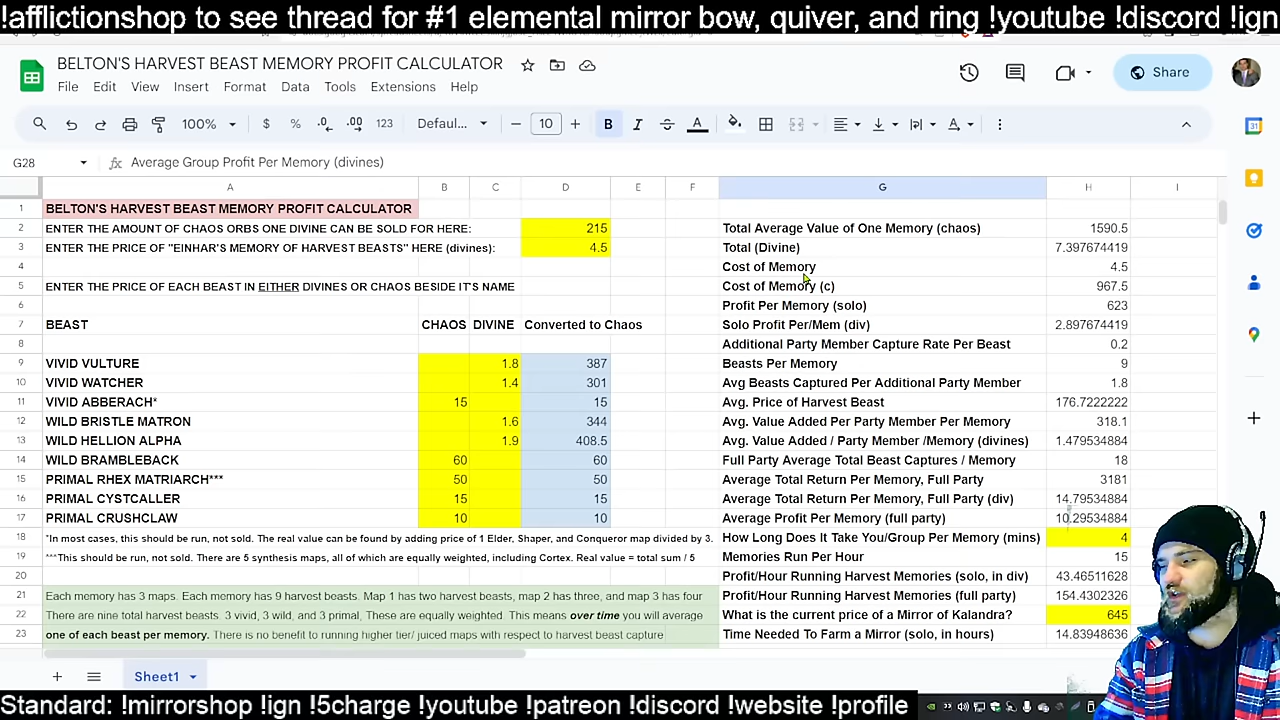 !afflictionshop to see thread for #1 elemental mirror bow, quiver, and ring !youtube !discord !ign
BELTON'S HARVEST BEAST MEMORY PROFIT CALCULATOR
File Edit View Insert Format Data Tools Extensions Help
Share
100% $ % .0 .00 123 Defaul... − 10 + B I A
G28 fx Average Group Profit Per Memory (divines)
A B C D E F G H I
1 BELTON'S HARVEST BEAST MEMORY PROFIT CALCULATOR
2 ENTER THE AMOUNT OF CHAOS ORBS ONE DIVINE CAN BE SOLD FOR HERE: 215 Total Average Value of One Memory (chaos) 1590.5
3 ENTER THE PRICE OF "EINHAR'S MEMORY OF HARVEST BEASTS" HERE (divines): 4.5 Total (Divine) 7.397674419
4 Cost of Memory 4.5
5 ENTER THE PRICE OF EACH BEAST IN EITHER DIVINES OR CHAOS BESIDE IT'S NAME Cost of Memory (c) 967.5
6 Profit Per Memory (solo) 623
7 BEAST CHAOS DIVINE Converted to Chaos Solo Profit Per/Mem (div) 2.897674419
8 Additional Party Member Capture Rate Per Beast 0.2
9 VIVID VULTURE 1.8 387 Beasts Per Memory 9
10 VIVID WATCHER 1.4 301 Avg Beasts Captured Per Additional Party Member 1.8
11 VIVID ABBERACH* 15 15 Avg. Price of Harvest Beast 176.7222222
12 WILD BRISTLE MATRON 1.6 344 Avg. Value Added Per Party Member Per Memory 318.1
13 WILD HELLION ALPHA 1.9 408.5 Avg. Value Added / Party Member /Memory (divines) 1.479534884
14 WILD BRAMBLEBACK 60 60 Full Party Average Total Beast Captures / Memory 18
15 PRIMAL RHEX MATRIARCH*** 50 50 Average Total Return Per Memory, Full Party 3181
16 PRIMAL CYSTCALLER 15 15 Average Total Return Per Memory, Full Party (div) 14.79534884
17 PRIMAL CRUSHCLAW 10 10 Average Profit Per Memory (full party) 10.29534884
18 *In most cases, this should be run, not sold. The real value can be found by adding price of 1 Elder, Shaper, and Conqueror map divided by 3. How Long Does It Take You/Group Per Memory (mins) 4
19 ***This should be run, not sold. There are 5 synthesis maps, all of which are equally weighted, including Cortex. Real value = total sum / 5 Memories Run Per Hour 15
20 Profit/Hour Running Harvest Memories (solo, in div) 43.46511628
21 Each memory has 3 maps. Each memory has 9 harvest beasts. Map 1 has two harvest beasts, map 2 has three, and map 3 has four Profit/Hour Running Harvest Memories (full party) 154.4302326
22 There are nine total harvest beasts. 3 vivid, 3 wild, and 3 primal, These are equally weighted. This means over time you will average What is the current price of a Mirror of Kalandra? 645
23 one of each beast per memory. There is no benefit to running higher tier/ juiced maps with respect to harvest beast capture Time Needed To Farm a Mirror (solo, in hours) 14.83948636
Sheet1
Standard: !mirrorshop !ign !5charge !youtube !patreon !discord !website !profile